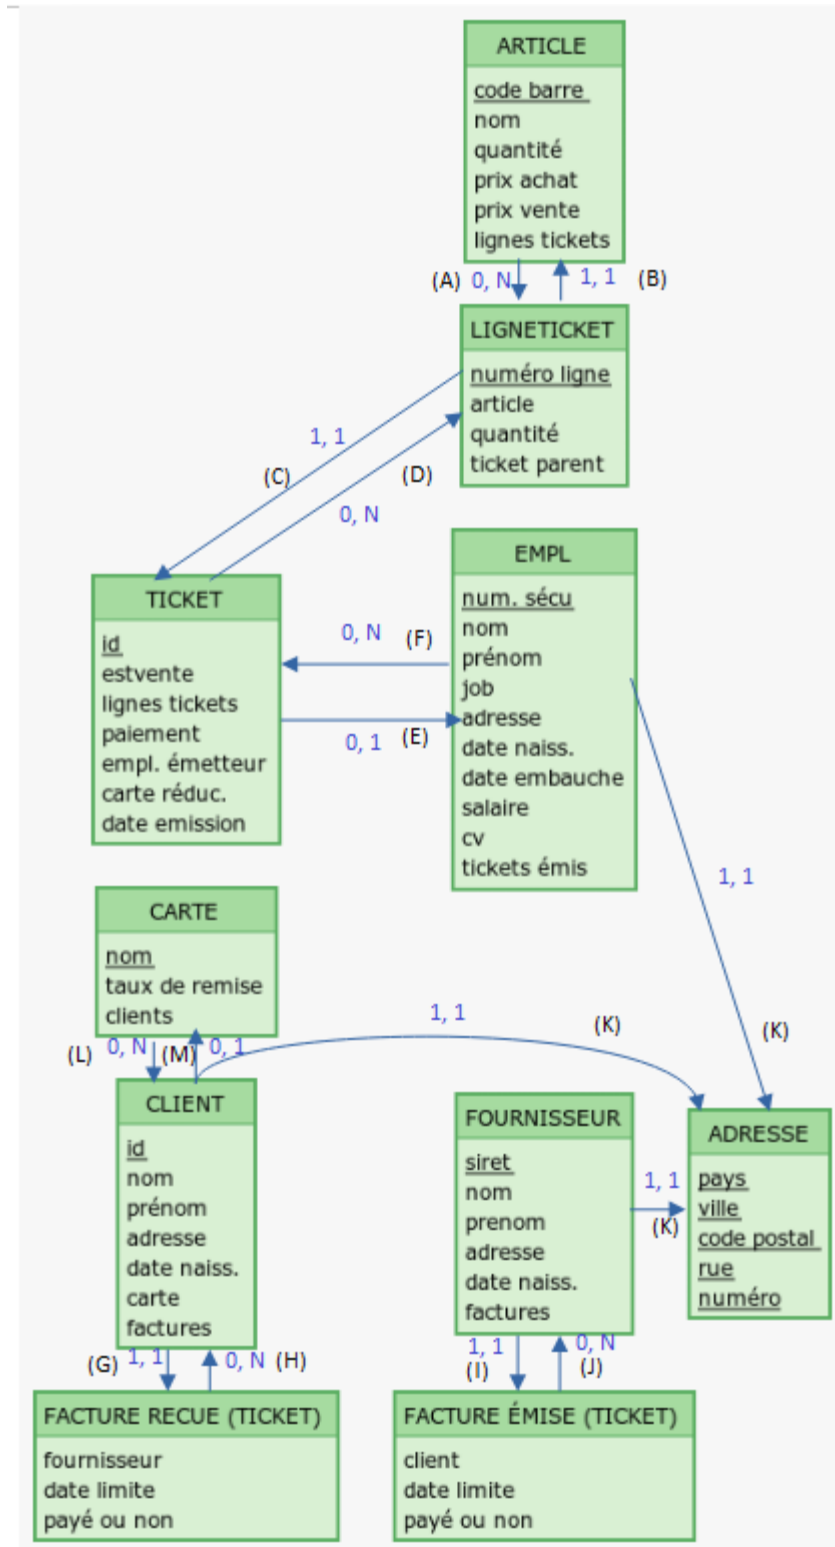 ARTICLE
code barre
nom
quantité
prix achat
prix vente
lignes tickets
(A) 0, N 1, 1 (B)
LIGNETICKET
numéro ligne
article
quantité
ticket parent
1, 1
(C) (D)
0, N
TICKET
id
estvente
lignes tickets
paiement
empl. émetteur
carte réduc.
date emission
0, N (F)
0, 1 (E)
EMPL
num. sécu
nom
prénom
job
adresse
date naiss.
date embauche
salaire
cv
tickets émis
1, 1
(K)
CARTE
nom
taux de remise
clients
(L) 0, N (M) 0, 1
1, 1
(K)
CLIENT
id
nom
prénom
adresse
date naiss.
carte
factures
(G) 1, 1 0, N (H)
FOURNISSEUR
siret
nom
prenom
adresse
date naiss.
factures
1, 1
(K)
ADRESSE
pays
ville
code postal
rue
numéro
1, 1 0, N
(I) (J)
FACTURE RECUE (TICKET)
fournisseur
date limite
payé ou non
FACTURE ÉMISE (TICKET)
client
date limite
payé ou non